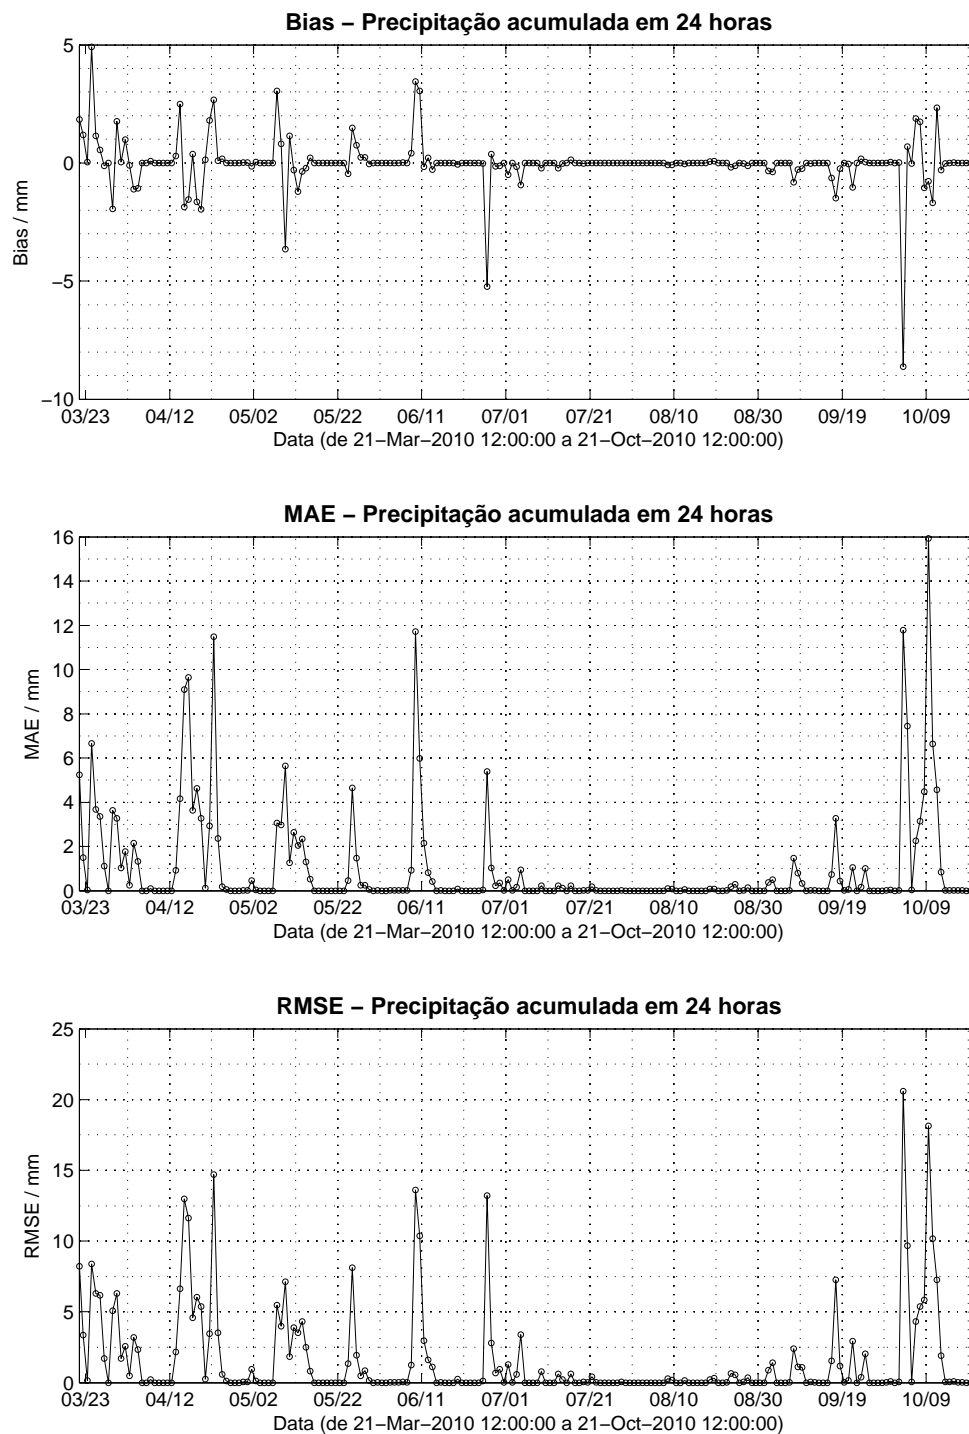 Bias − Precipitação acumulada em 24 horas
5
0
−5
−10
Bias / mm
03/23 04/12 05/02 05/22 06/11 07/01 07/21 08/10 08/30 09/19 10/09
Data (de 21−Mar−2010 12:00:00 a 21−Oct−2010 12:00:00)
MAE − Precipitação acumulada em 24 horas
16
14
12
10
8
6
4
2
0
MAE / mm
03/23 04/12 05/02 05/22 06/11 07/01 07/21 08/10 08/30 09/19 10/09
Data (de 21−Mar−2010 12:00:00 a 21−Oct−2010 12:00:00)
RMSE − Precipitação acumulada em 24 horas
25
20
15
10
5
0
RMSE / mm
03/23 04/12 05/02 05/22 06/11 07/01 07/21 08/10 08/30 09/19 10/09
Data (de 21−Mar−2010 12:00:00 a 21−Oct−2010 12:00:00)